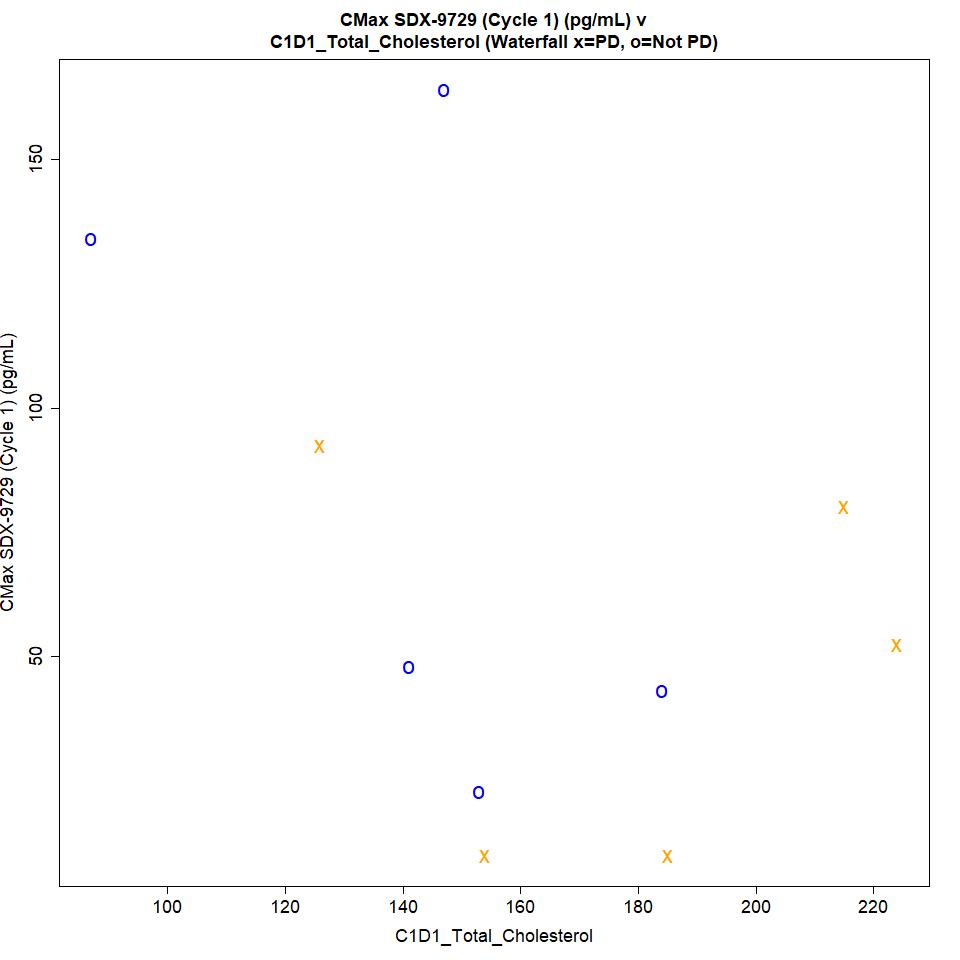 CMax SDX-9729 (Cycle 1) (pg/mL) v
C1D1_Total_Cholesterol (Waterfall x=PD, o=Not PD)
CMax SDX-9729 (Cycle 1) (pg/mL)
150
100
50
O
O
X
X
X
O
O
O
X
X
100 120 140 160 180 200 220
C1D1_Total_Cholesterol